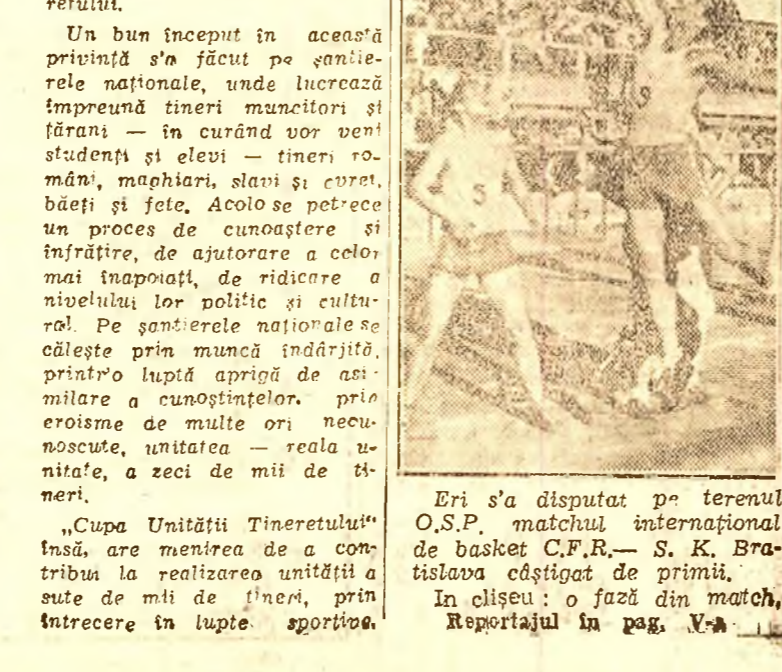 retului.
Un bun început în această
privință s'a făcut pe șantie-
rele naționale, unde lucrează
împreună tineri muncitori și
țărani — în curând vor veni
studenți și elevi — tineri ro-
mâni, maghiari, slavi și evrei,
băeți și fete. Acolo se petrece
un proces de cunoaștere și
înfrățire, de ajutorare a celor
mai înapoiați, de ridicare a
nivelului lor politic și cultu-
ral. Pe șantierele naționale se
călește prin muncă îndârjită,
printr'o luptă aprigă de asi-
milare a cunoștințelor, prin
eroisme de multe ori necu-
noscute, unitatea — reala u-
nitate, a zeci de mii de ti-
neri.
„Cupa Unității Tineretului“
însă, are menirea de a con-
tribui la realizarea unității a
sute de mii de tineri, prin
întrecere în lupte sportive.
9
5
Eri s'a disputat pe terenul
O.S.P. matchul internațional
de basket C.F.R.— S. K. Bra-
tislava câștigat de primii.
In clișeu : o fază din match.
Reportajul în pag. V-a